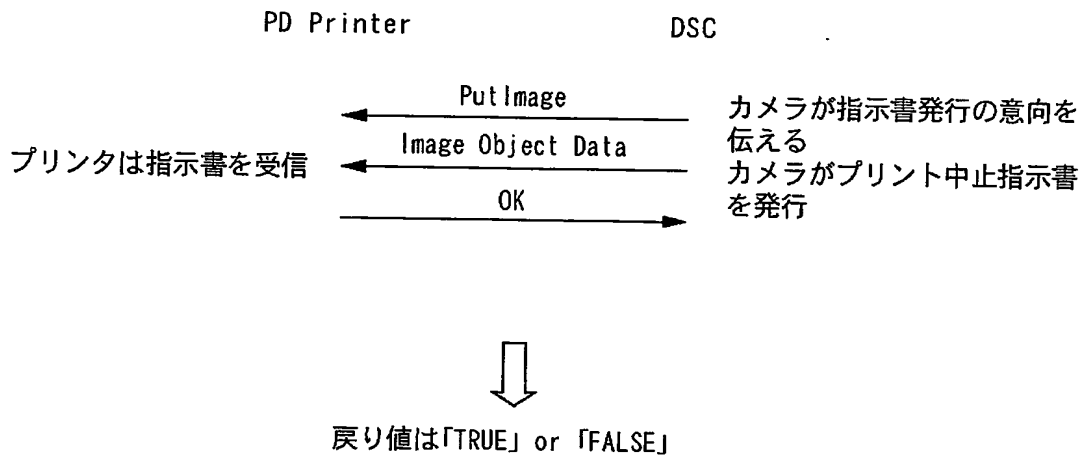 PD Printer
DSC
PutImage
カメラが指示書発行の意向を
伝える
Image Object Data
プリンタは指示書を受信
カメラがプリント中止指示書
を発行
OK
戻り値は「TRUE」 or 「FALSE」